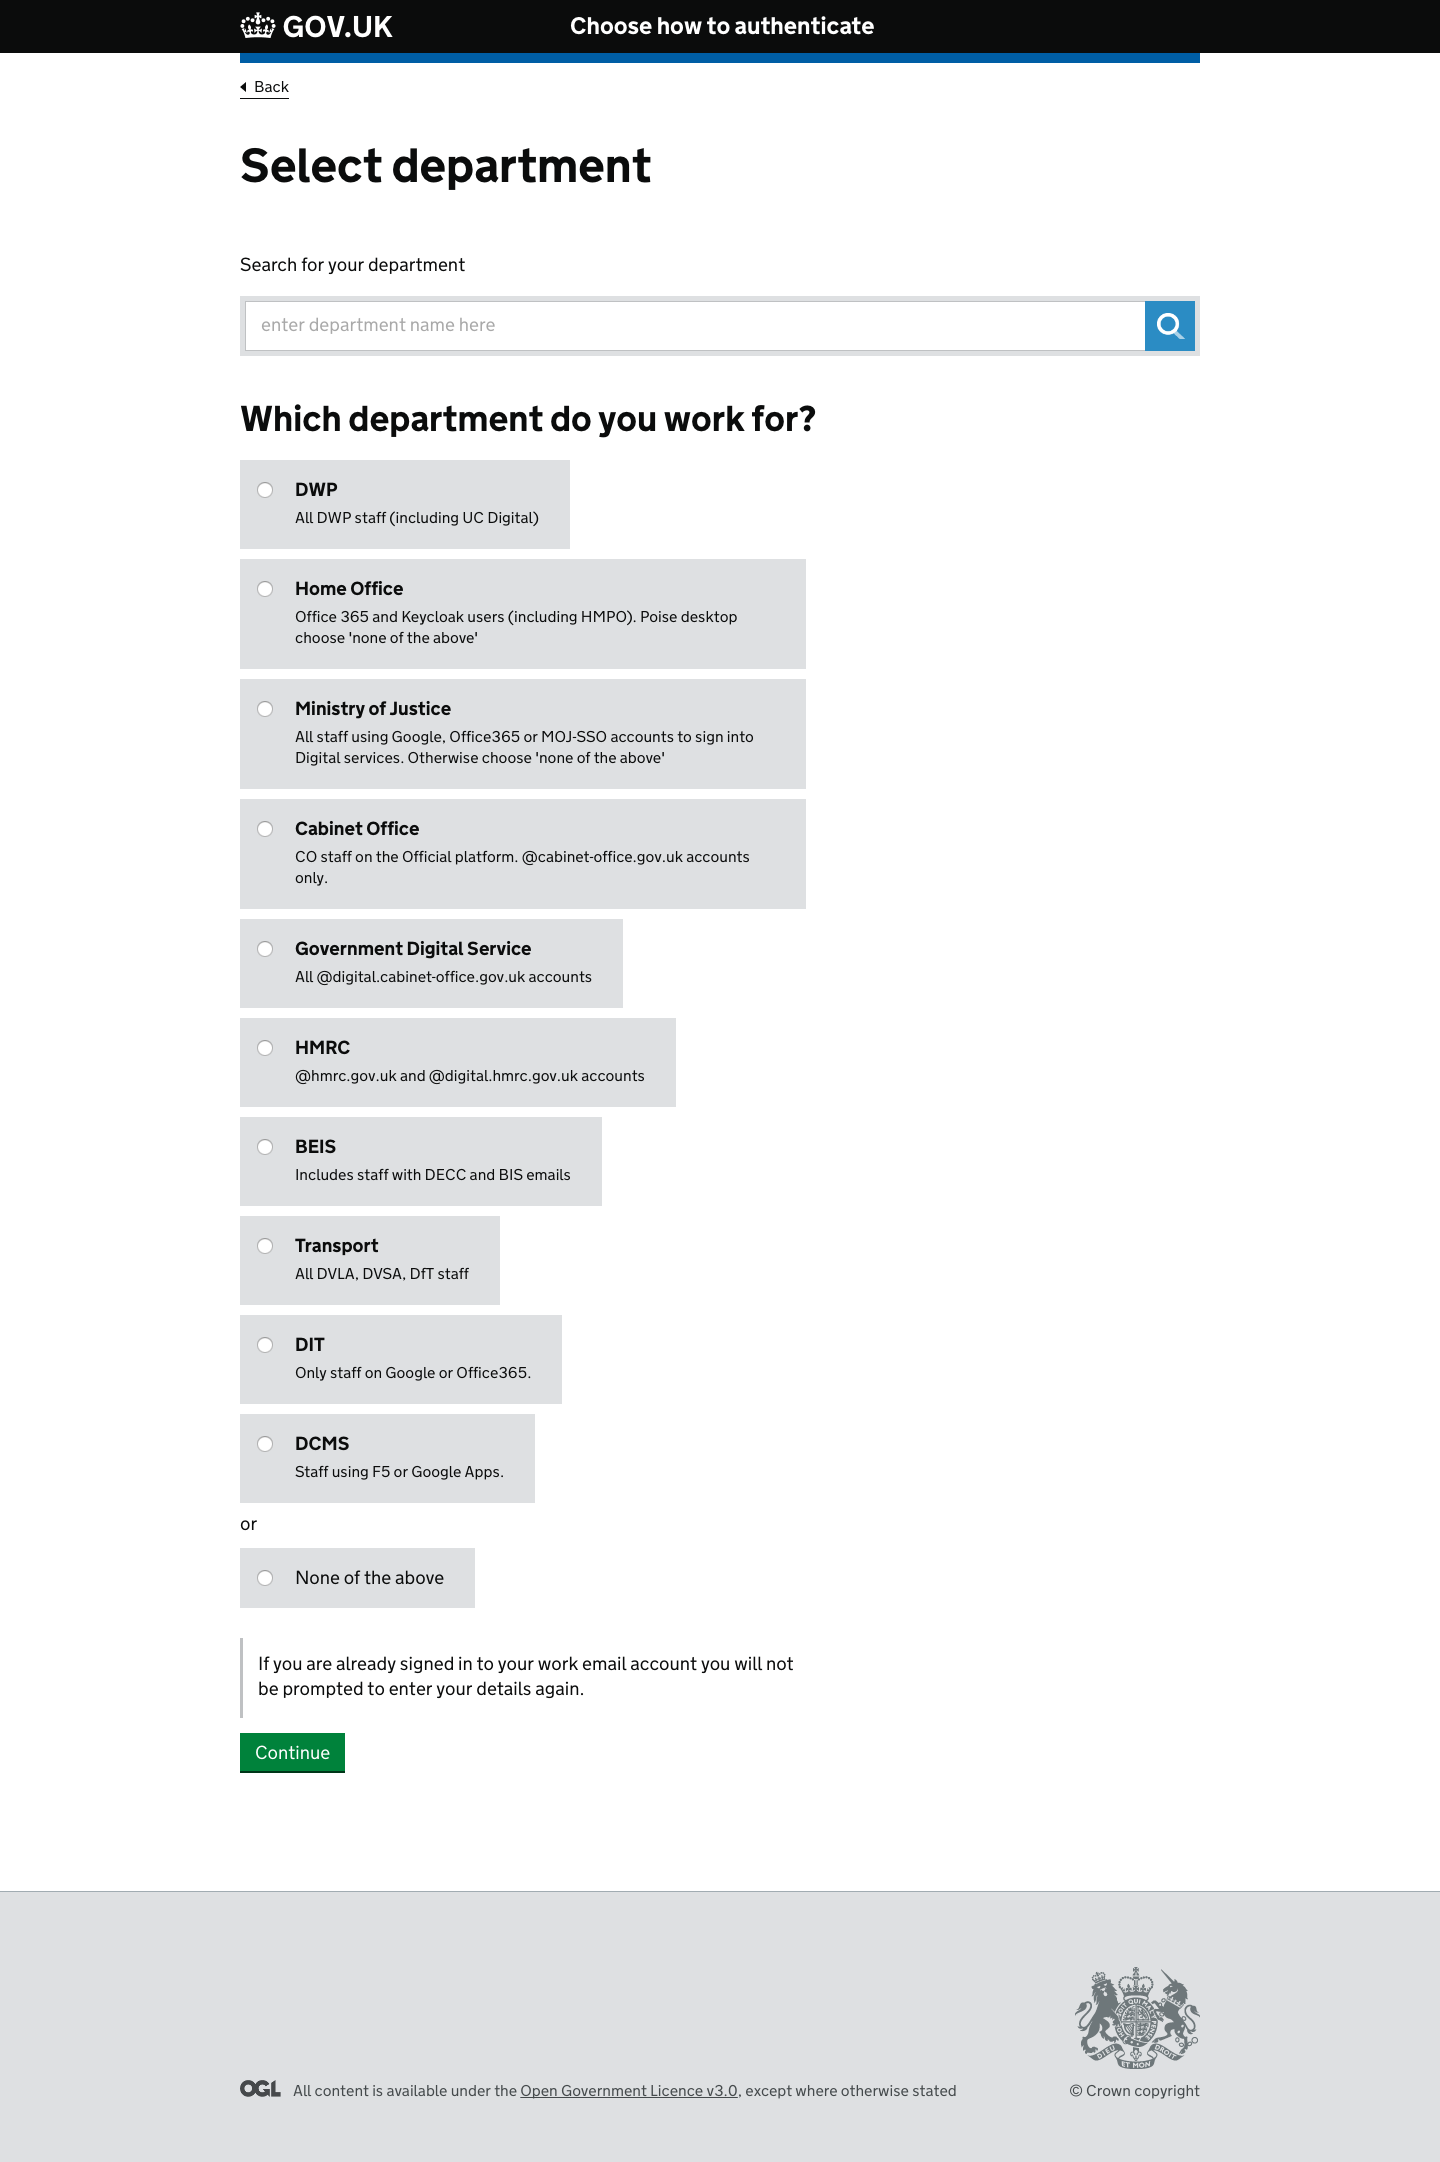 GOV.UK
Choose how to authenticate
Back
Select department
Search for your department
enter department name here
Which department do you work for?
DWP
All DWP staff (including UC Digital)
Home Office
Office 365 and Keycloak users (including HMPO). Poise desktop
choose 'none of the above'
Ministry of Justice
All staff using Google, Office365 or MOJ-SSO accounts to sign into
Digital services. Otherwise choose 'none of the above'
Cabinet Office
CO staff on the Official platform. @cabinet-office.gov.uk accounts
only.
Government Digital Service
All @digital.cabinet-office.gov.uk accounts
HMRC
@hmrc.gov.uk and @digital.hmrc.gov.uk accounts
BEIS
Includes staff with DECC and BIS emails
Transport
All DVLA, DVSA, DfT staff
DIT
Only staff on Google or Office365.
DCMS
Staff using F5 or Google Apps.
or
None of the above
If you are already signed in to your work email account you will not
be prompted to enter your details again.
Continue
DIEU ET MON DROIT
OGL All content is available under the Open Government Licence v3.0, except where otherwise stated
© Crown copyright